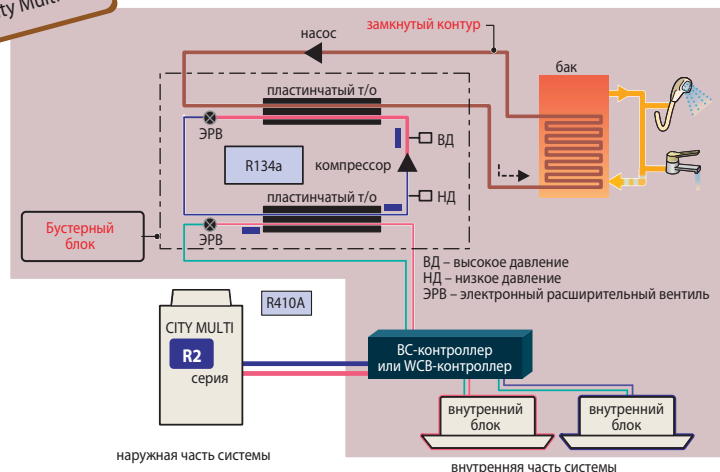 ty Multi
насос
замкнутый контур
бак
пластинчатый т/о
ЭРВ
ВД
R134a
компрессор
пластинчатый т/о
НД
Бустерный
блок
ЭРВ
ВД – высокое давление
НД – низкое давление
ЭРВ – электронный расширительный вентиль
R410A
CITY MULTI
R2
серия
BC-контроллер
или WCB-контроллер
внутренний
блок
внутренний
блок
наружная часть системы
внутренняя часть системы